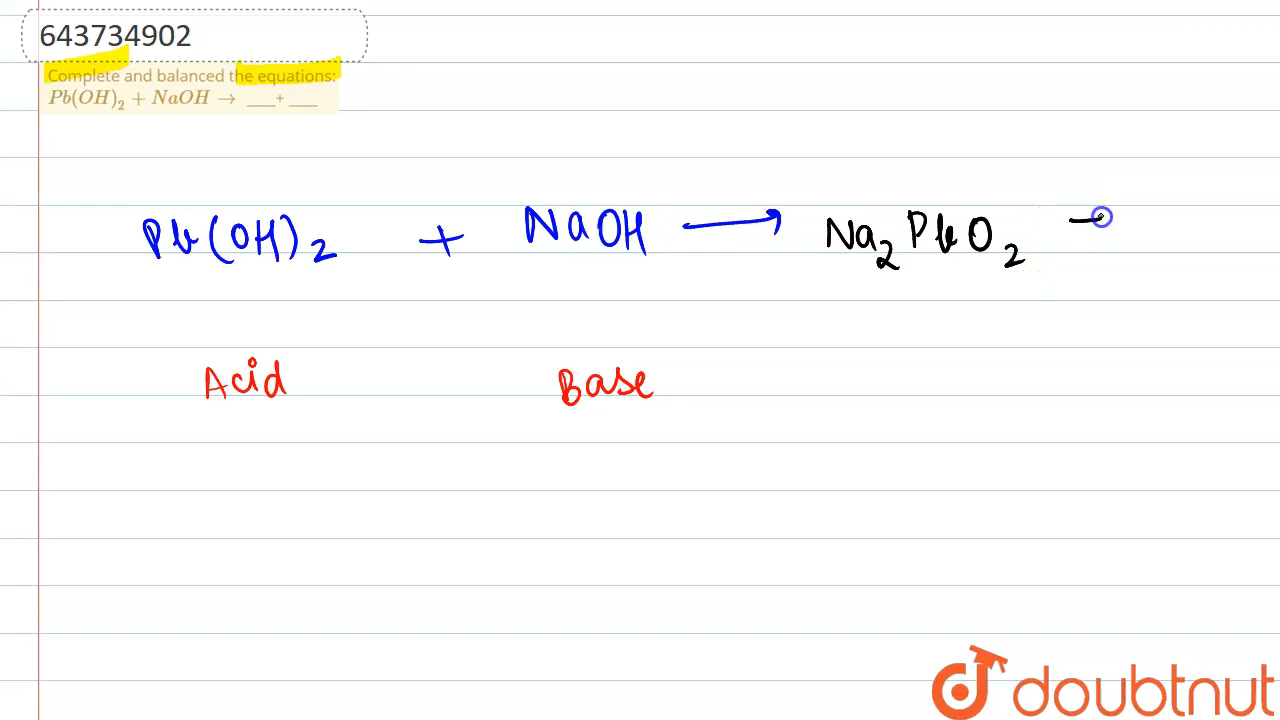 643734902
Complete and balanced the equations:
Pb(OH)₂ + NaOH → ___+ ___
Pb(OH)₂ + NaOH → Na₂PbO₂
Acid Base
doubtnut